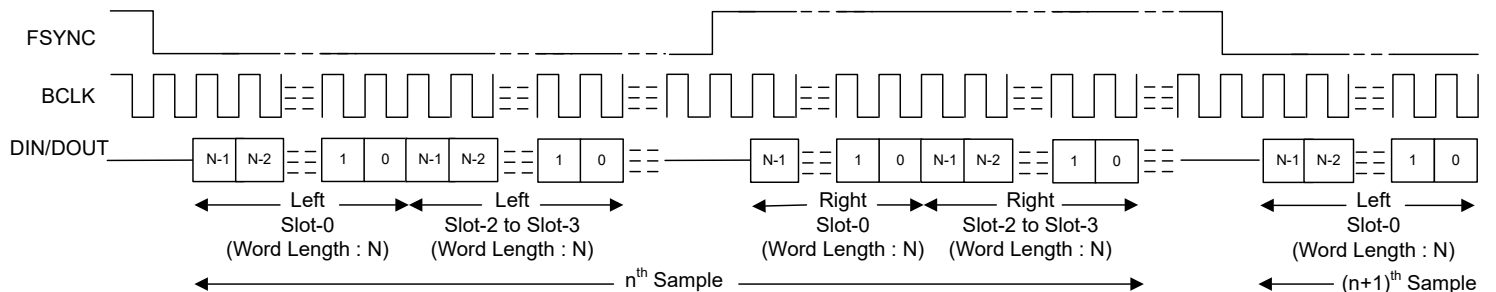 FSYNC
BCLK
DIN/DOUT
N-1 N-2 1 0 N-1 N-2 1 0 N-1 1 0 N-1 N-2 1 0 N-1 N-2 1 0
Left Left Right Right Left
Slot-0 Slot-2 to Slot-3 Slot-0 Slot-2 to Slot-3 Slot-0
(Word Length : N) (Word Length : N) (Word Length : N) (Word Length : N) (Word Length : N)
nth Sample (n+1)th Sample